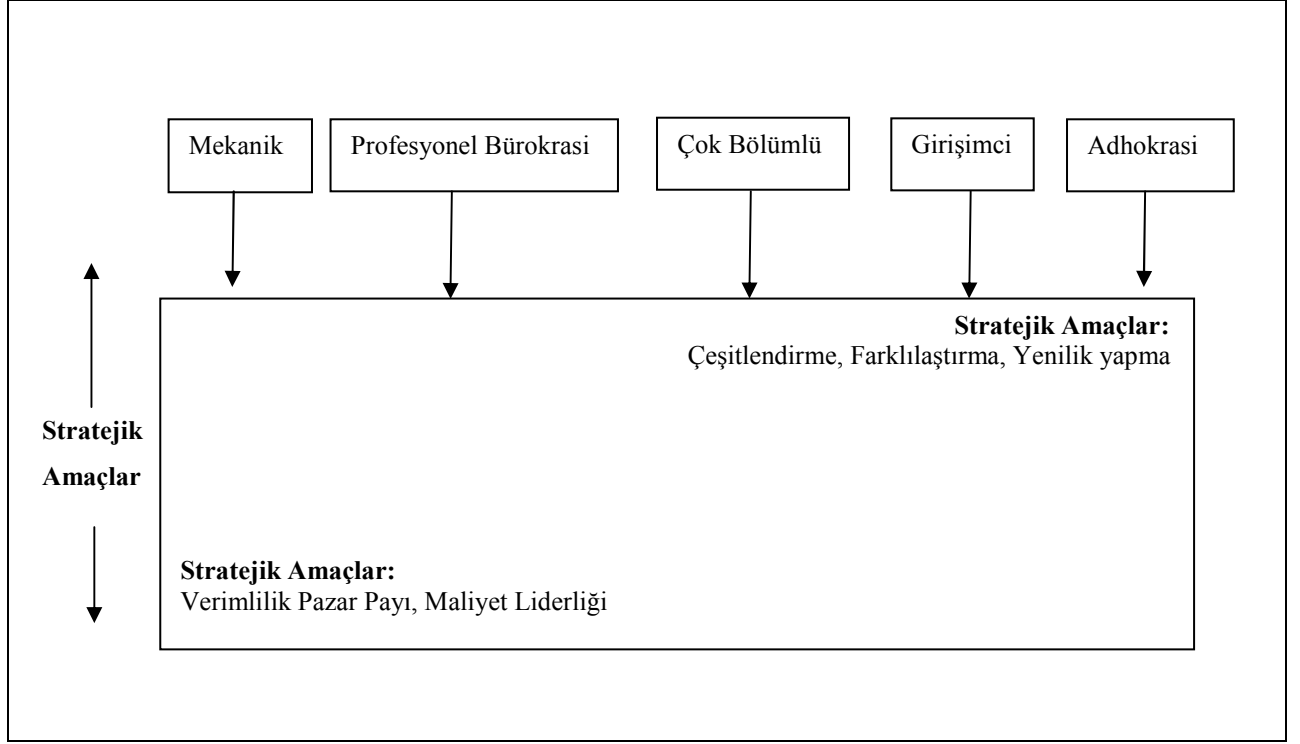 Mekanik
Profesyonel Bürokrasi
Çok Bölümlü
Girişimci
Adhokrasi
Stratejik Amaçlar:
Çeşitlendirme, Farklılaştırma, Yenilik yapma
Stratejik
Amaçlar
Stratejik Amaçlar:
Verimlilik Pazar Payı, Maliyet Liderliği